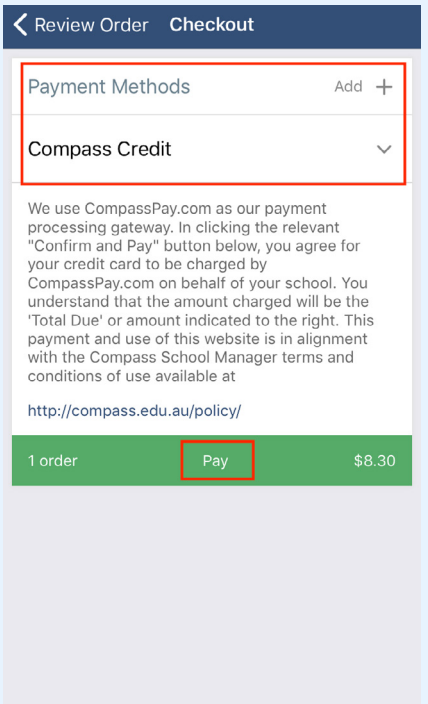 Review Order Checkout
Payment Methods Add +
Compass Credit
We use CompassPay.com as our payment
processing gateway. In clicking the relevant
"Confirm and Pay" button below, you agree for
your credit card to be charged by
CompassPay.com on behalf of your school. You
understand that the amount charged will be the
'Total Due' or amount indicated to the right. This
payment and use of this website is in alignment
with the Compass School Manager terms and
conditions of use available at
http://compass.edu.au/policy/
1 order Pay $8.30